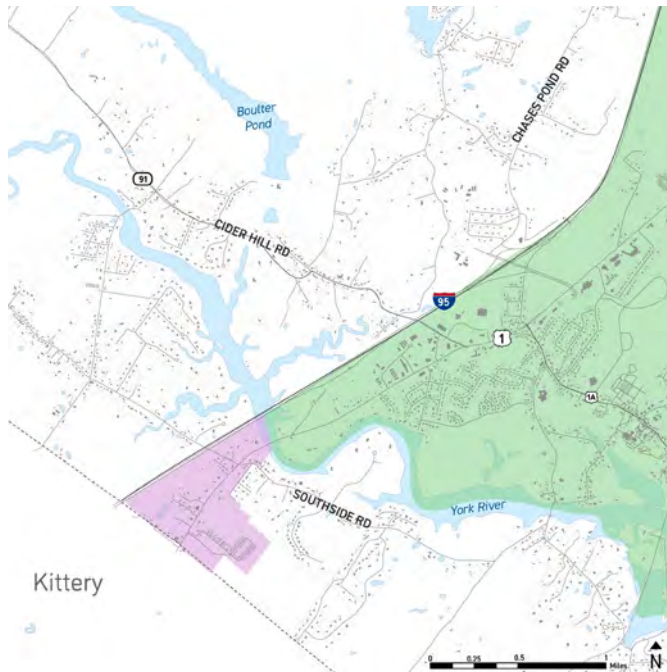 Boulter
Pond
CHASES POND RD
91
CIDER HILL RD
95
1
1A
SOUTHSIDE RD
York River
Kittery
0 0.25 0.5 1
Miles
N